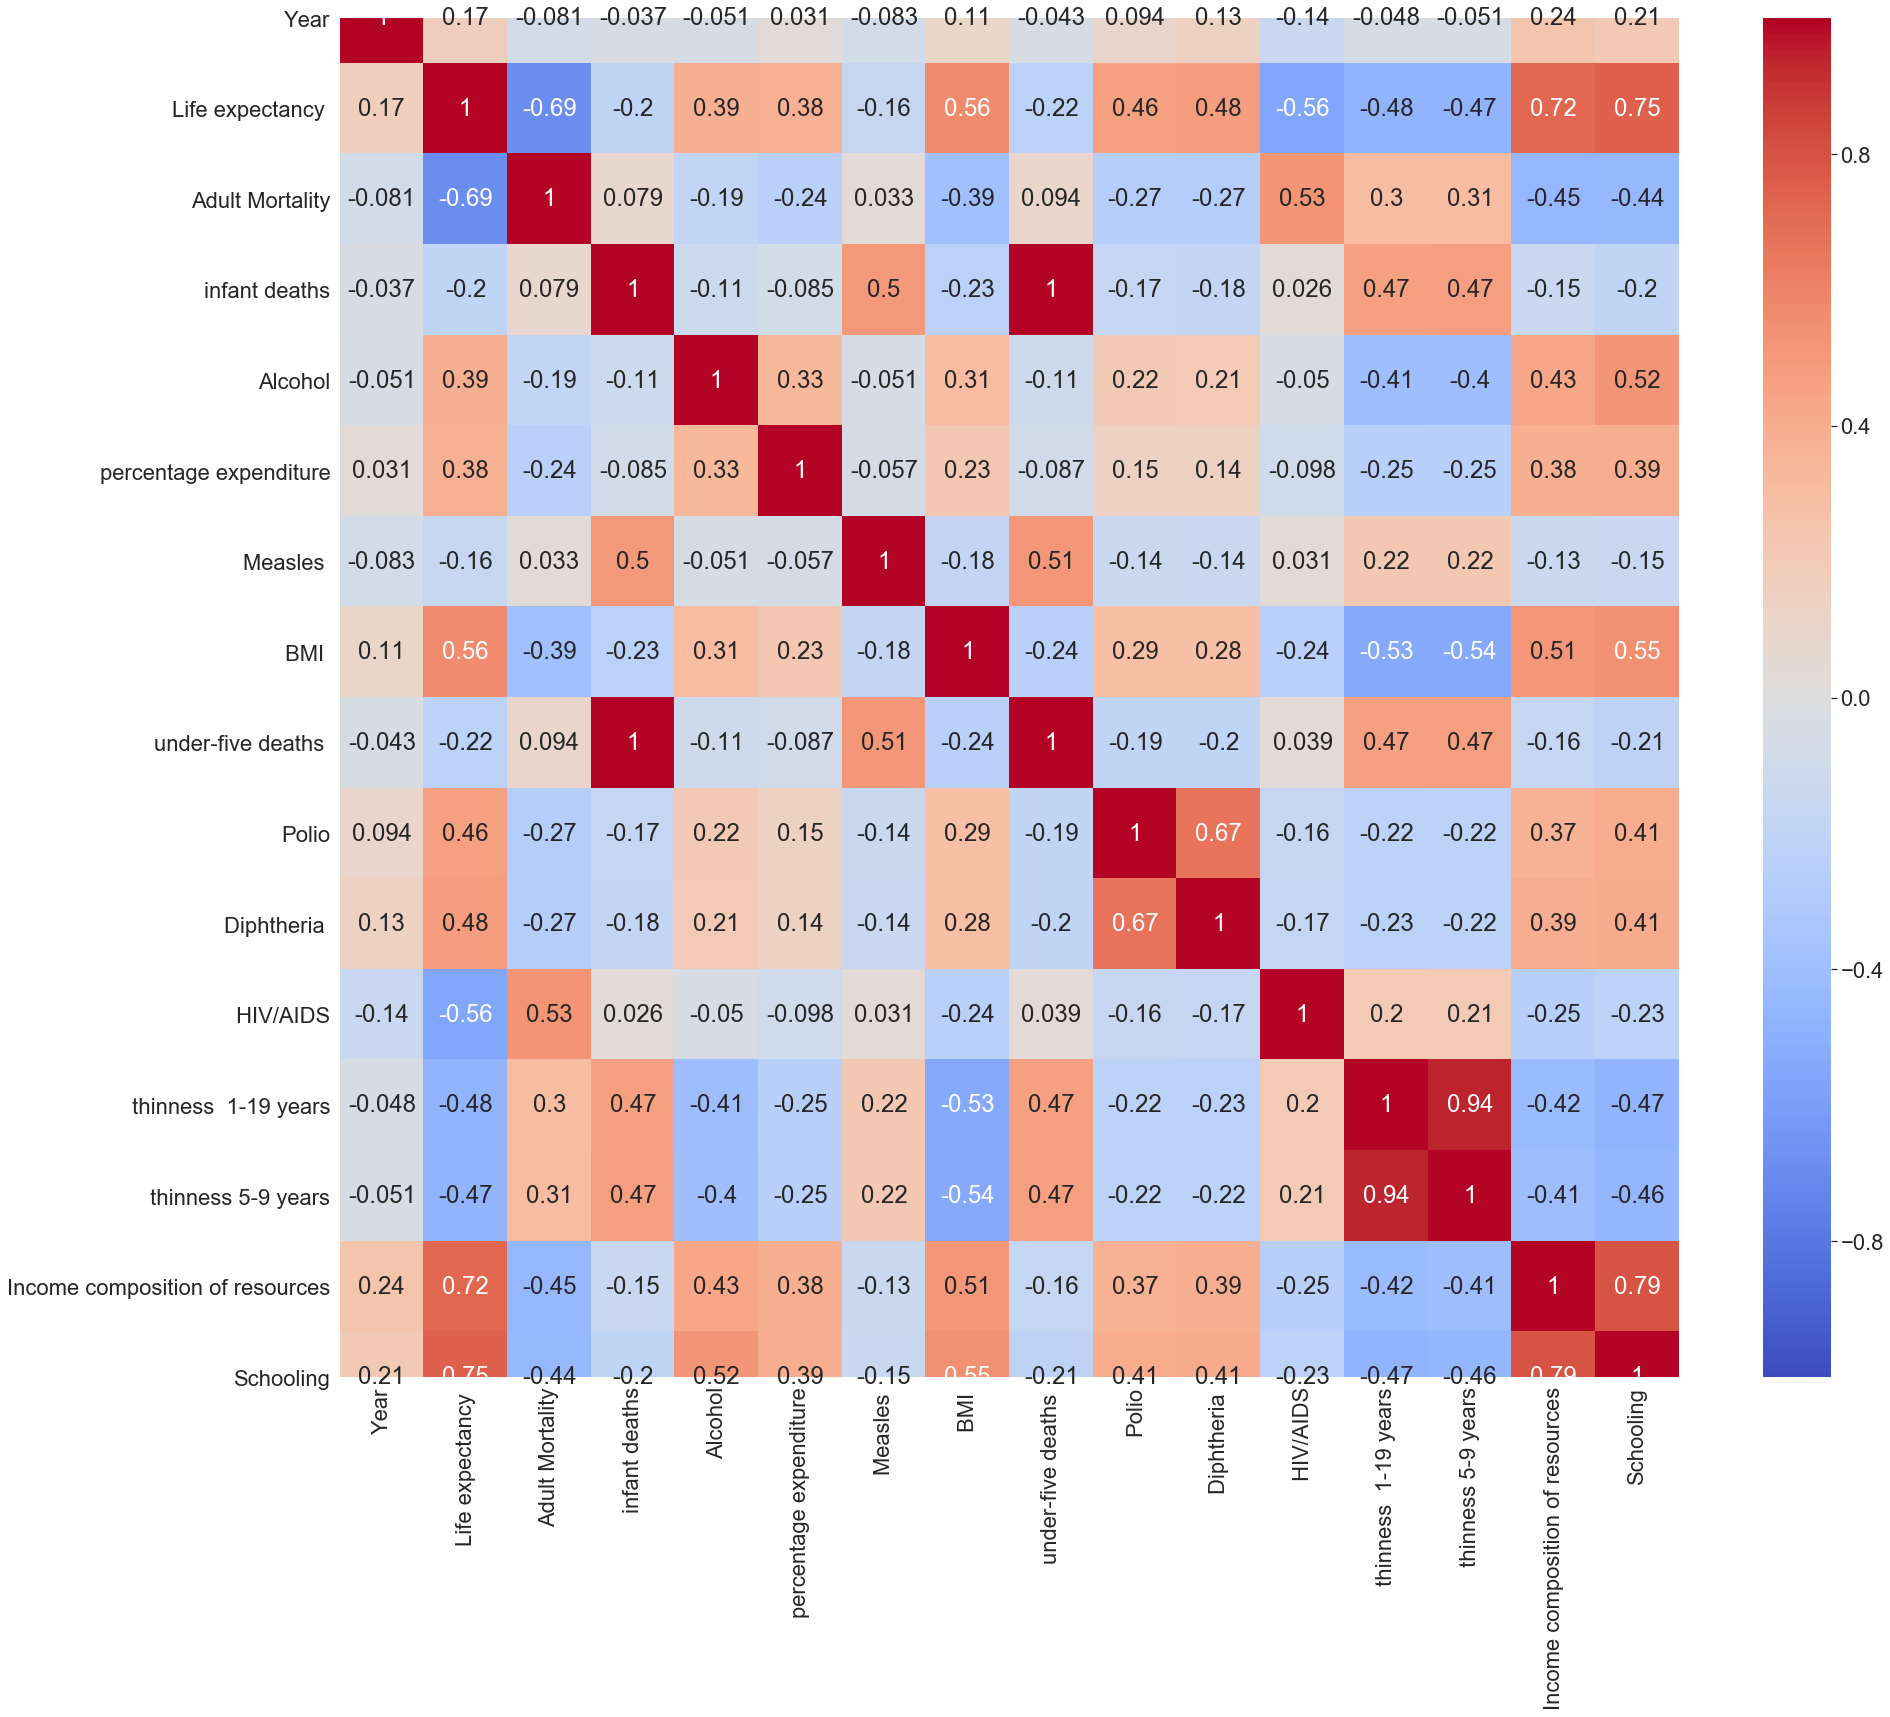 Year 1 0.17 -0.081 -0.037 -0.051 0.031 -0.083 0.11 -0.043 0.094 0.13 -0.14 -0.048 -0.051 0.24 0.21
Life expectancy 0.17 1 -0.69 -0.2 0.39 0.38 -0.16 0.56 -0.22 0.46 0.48 -0.56 -0.48 -0.47 0.72 0.75
Adult Mortality -0.081 -0.69 1 0.079 -0.19 -0.24 0.033 -0.39 0.094 -0.27 -0.27 0.53 0.3 0.31 -0.45 -0.44
infant deaths -0.037 -0.2 0.079 1 -0.11 -0.085 0.5 -0.23 1 -0.17 -0.18 0.026 0.47 0.47 -0.15 -0.2
Alcohol -0.051 0.39 -0.19 -0.11 1 0.33 -0.051 0.31 -0.11 0.22 0.21 -0.05 -0.41 -0.4 0.43 0.52
percentage expenditure 0.031 0.38 -0.24 -0.085 0.33 1 -0.057 0.23 -0.087 0.15 0.14 -0.098 -0.25 -0.25 0.38 0.39
Measles -0.083 -0.16 0.033 0.5 -0.051 -0.057 1 -0.18 0.51 -0.14 -0.14 0.031 0.22 0.22 -0.13 -0.15
BMI 0.11 0.56 -0.39 -0.23 0.31 0.23 -0.18 1 -0.24 0.29 0.28 -0.24 -0.53 -0.54 0.51 0.55
under-five deaths -0.043 -0.22 0.094 1 -0.11 -0.087 0.51 -0.24 1 -0.19 -0.2 0.039 0.47 0.47 -0.16 -0.21
Polio 0.094 0.46 -0.27 -0.17 0.22 0.15 -0.14 0.29 -0.19 1 0.67 -0.16 -0.22 -0.22 0.37 0.41
Diphtheria 0.13 0.48 -0.27 -0.18 0.21 0.14 -0.14 0.28 -0.2 0.67 1 -0.17 -0.23 -0.22 0.39 0.41
HIV/AIDS -0.14 -0.56 0.53 0.026 -0.05 -0.098 0.031 -0.24 0.039 -0.16 -0.17 1 0.2 0.21 -0.25 -0.23
thinness  1-19 years -0.048 -0.48 0.3 0.47 -0.41 -0.25 0.22 -0.53 0.47 -0.22 -0.23 0.2 1 0.94 -0.42 -0.47
thinness 5-9 years -0.051 -0.47 0.31 0.47 -0.4 -0.25 0.22 -0.54 0.47 -0.22 -0.22 0.21 0.94 1 -0.41 -0.46
Income composition of resources 0.24 0.72 -0.45 -0.15 0.43 0.38 -0.13 0.51 -0.16 0.37 0.39 -0.25 -0.42 -0.41 1 0.79
Schooling 0.21 0.75 -0.44 -0.2 0.52 0.39 -0.15 0.55 -0.21 0.41 0.41 -0.23 -0.47 -0.46 0.79 1
Year
Life expectancy
Adult Mortality
infant deaths
Alcohol
percentage expenditure
Measles
BMI
under-five deaths
Polio
Diphtheria
HIV/AIDS
thinness  1-19 years
thinness 5-9 years
Income composition of resources
Schooling
0.8
0.4
0.0
−0.4
−0.8